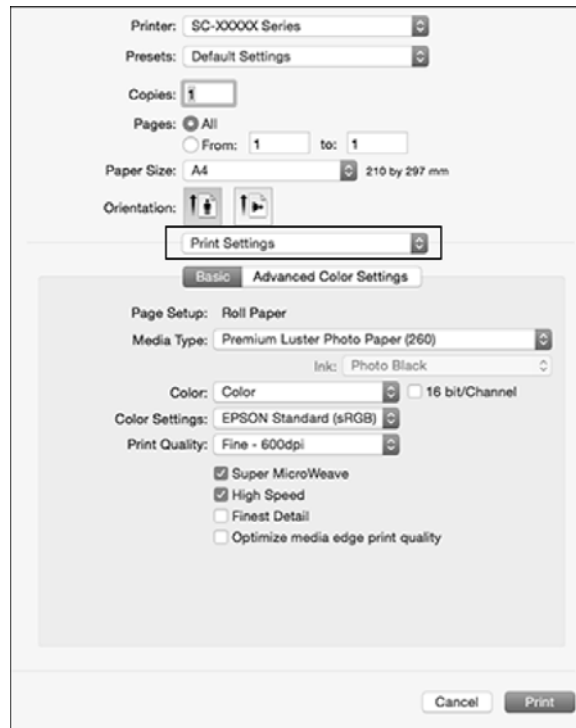 Printer: SC-XXXXX Series
Presets: Default Settings
Copies: 1
Pages: All
From: 1 to: 1
Paper Size: A4 210 by 297 mm
Orientation:
Print Settings
Basic Advanced Color Settings
Page Setup: Roll Paper
Media Type: Premium Luster Photo Paper (260)
Ink: Photo Black
Color: Color 16 bit/Channel
Color Settings: EPSON Standard (sRGB)
Print Quality: Fine - 600dpi
Super MicroWeave
High Speed
Finest Detail
Optimize media edge print quality
Cancel Print